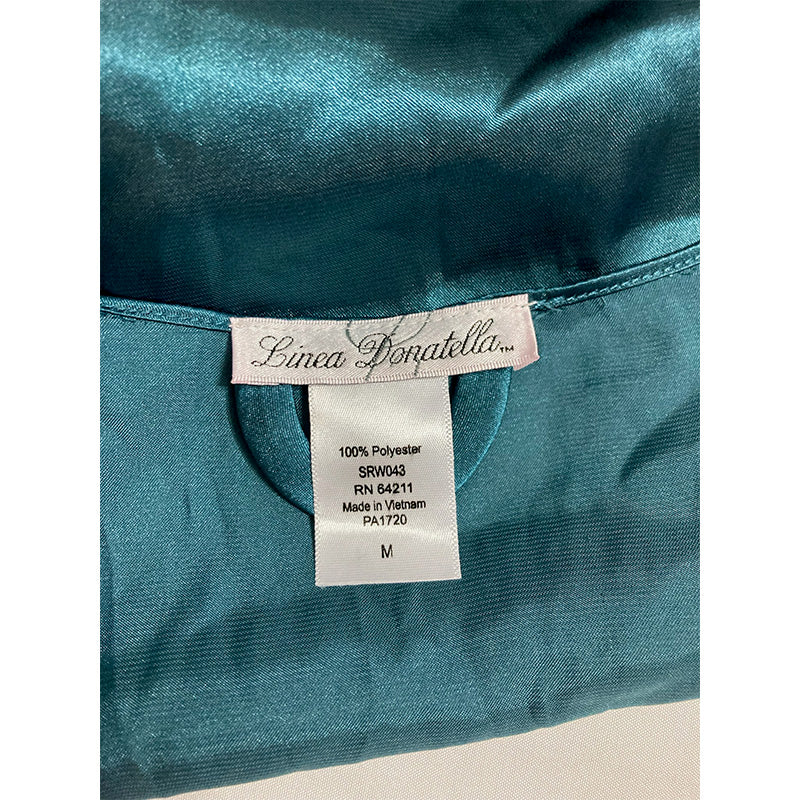 Linea Donatella™
100% Polyester
SRW043
RN 64211
Made in Vietnam
PA1720
M